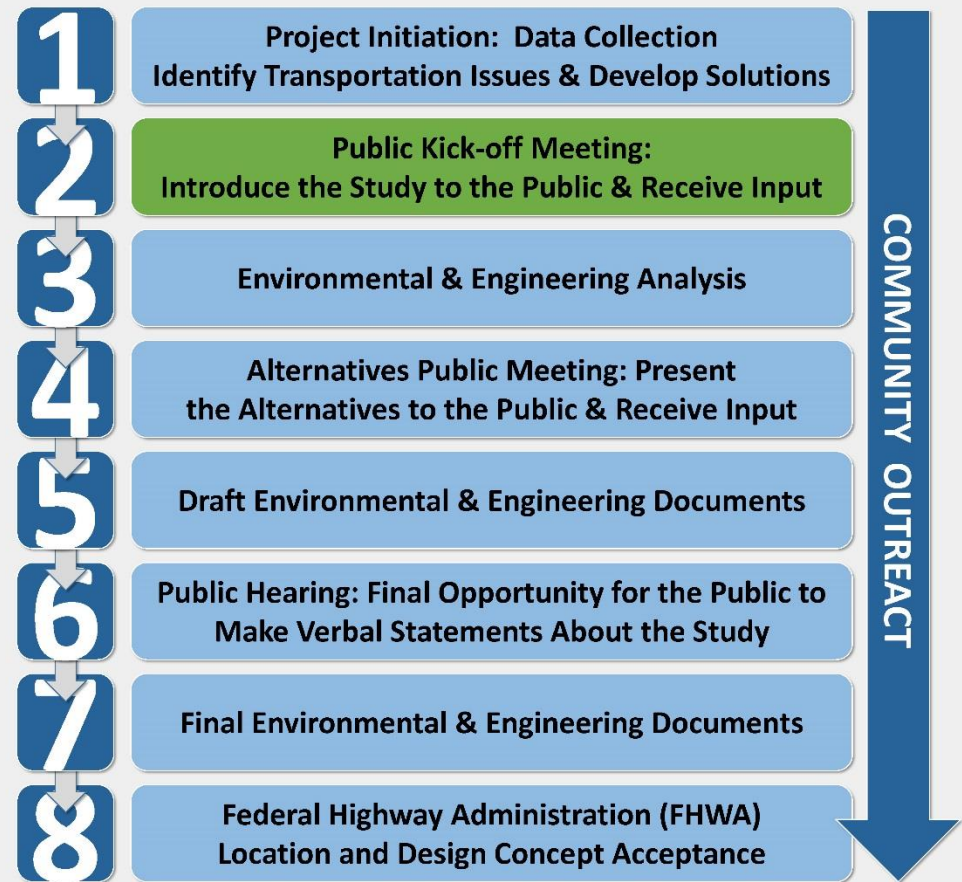 1
Project Initiation: Data Collection
Identify Transportation Issues & Develop Solutions
2
Public Kick-off Meeting:
Introduce the Study to the Public & Receive Input
3
Environmental & Engineering Analysis
4
Alternatives Public Meeting: Present
the Alternatives to the Public & Receive Input
5
Draft Environmental & Engineering Documents
6
Public Hearing: Final Opportunity for the Public to
Make Verbal Statements About the Study
7
Final Environmental & Engineering Documents
8
Federal Highway Administration (FHWA)
Location and Design Concept Acceptance
COMMUNITY OUTREACT